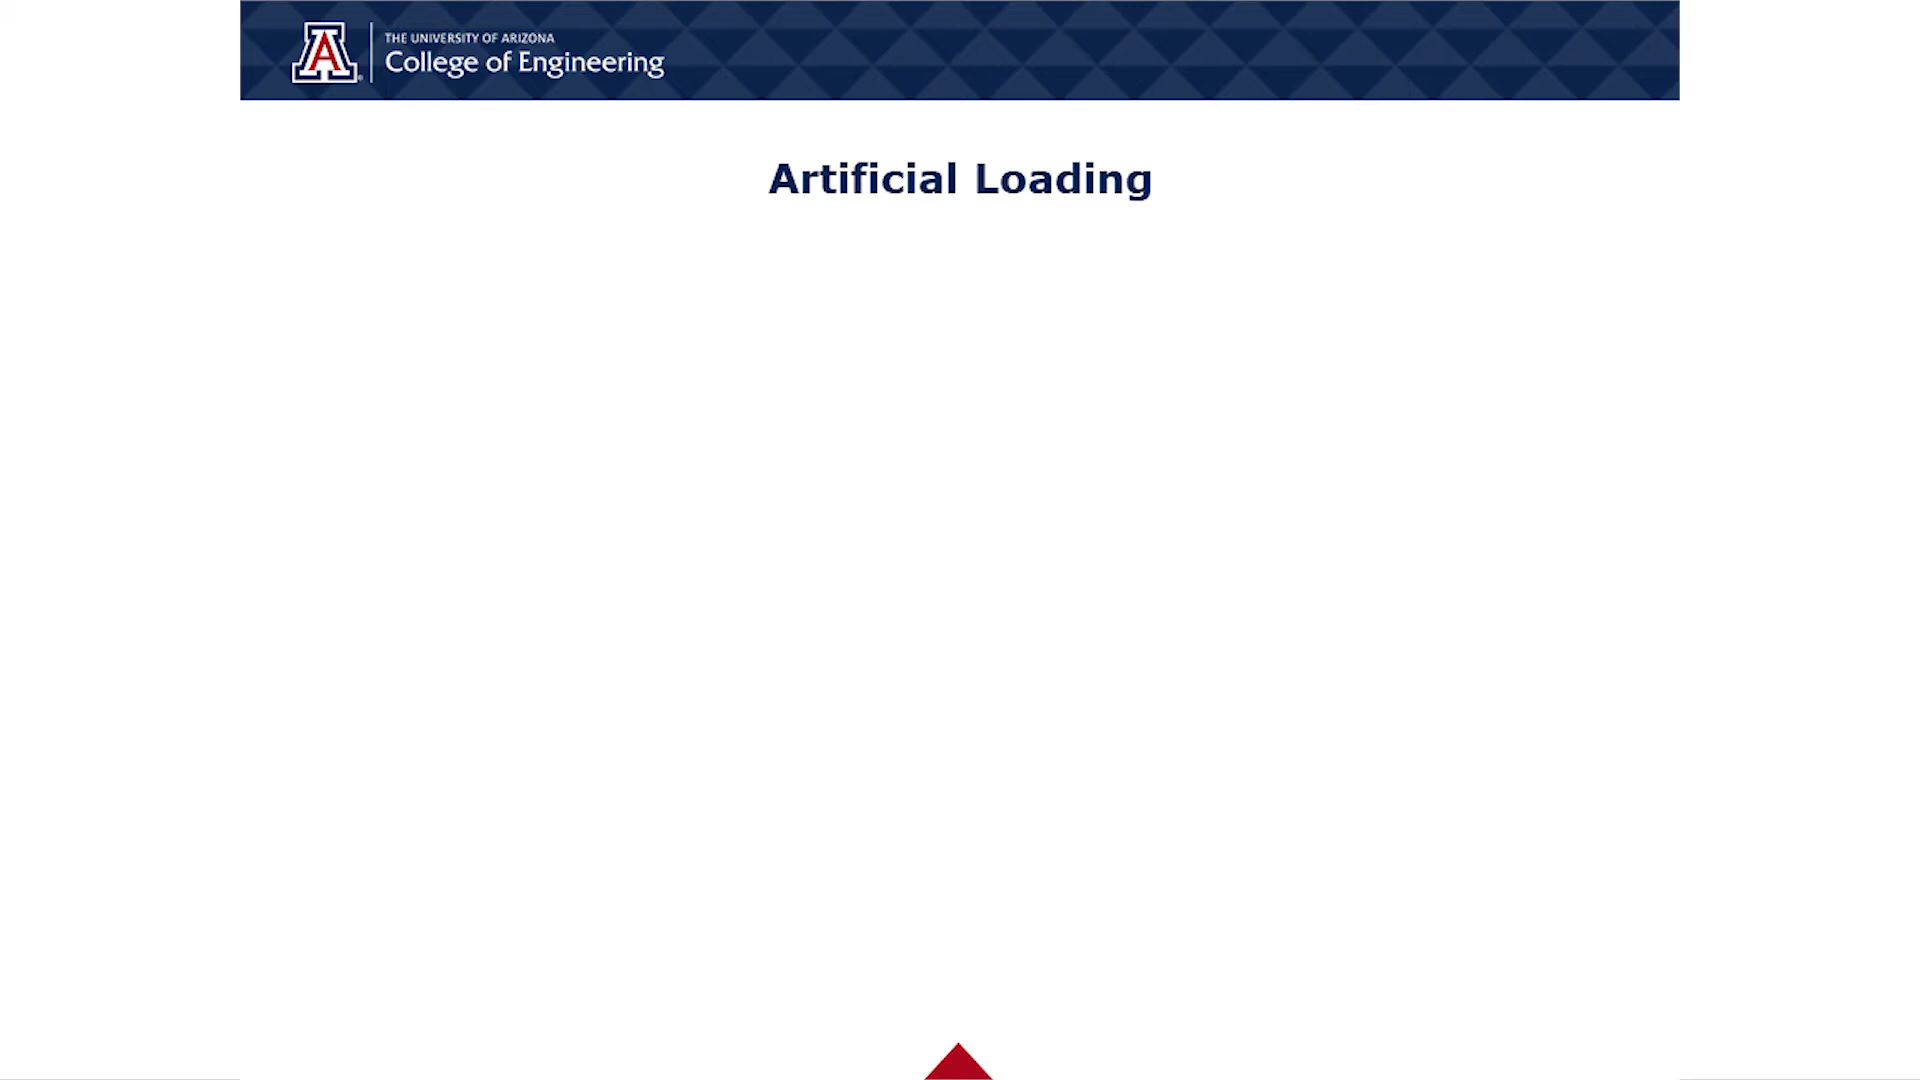 A
THE UNIVERSITY OF ARIZONA
College of Engineering
Artificial Loading